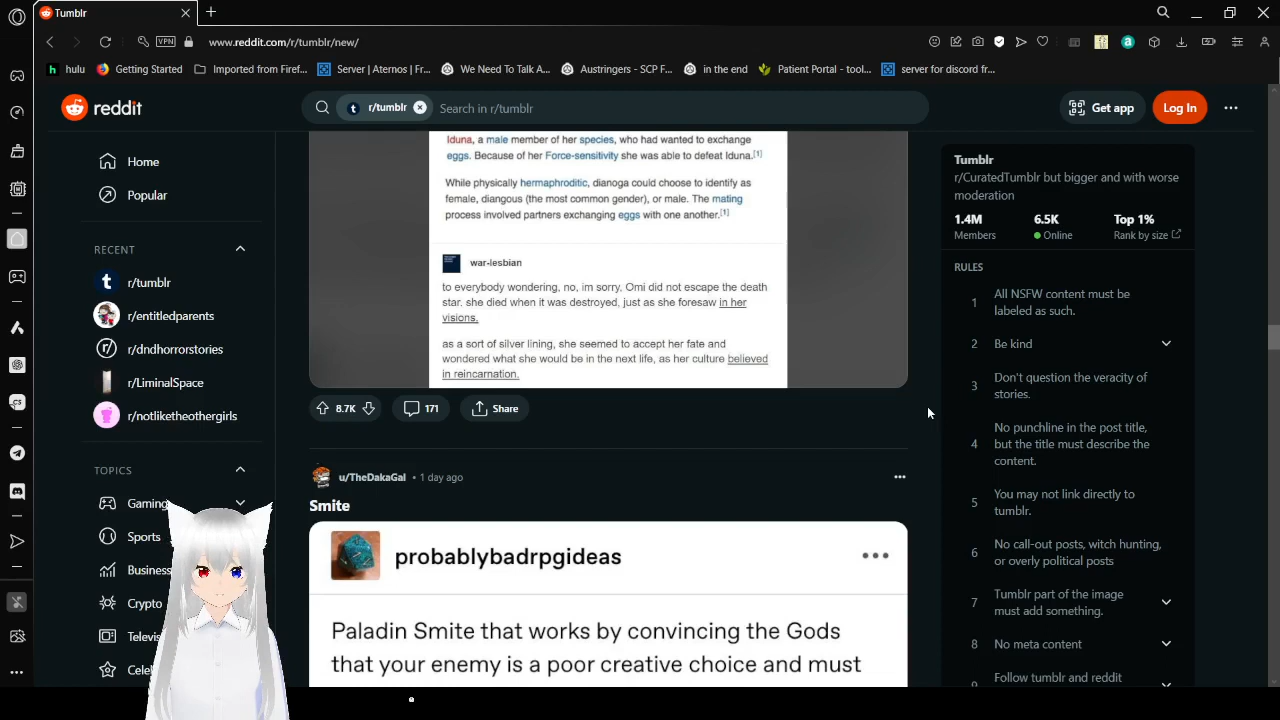 Tumblr
www.reddit.com/r/tumblr/new/
VPN
hulu
Getting Started
Imported from Firef...
Server | Aternos | Fr...
We Need To Talk A...
Austringers - SCP F...
in the end
Patient Portal - tool...
server for discord fr...
reddit
r/tumblr
Search in r/tumblr
Get app
Log In
Home
Popular
RECENT
r/tumblr
r/entitledparents
r/dndhorrorstories
r/LiminalSpace
r/notliketheothergirls
TOPICS
Gaming
Sports
Business
Crypto
Televis
Celeb
Iduna, a male member of her species, who had wanted to exchange
eggs. Because of her Force-sensitivity she was able to defeat Iduna.[1]
While physically hermaphroditic, dianoga could choose to identify as
female, diangous (the most common gender), or male. The mating
process involved partners exchanging eggs with one another.[1]
war-lesbian
to everybody wondering, no, im sorry, Omi did not escape the death
star. she died when it was destroyed, just as she foresaw in her
visions.
as a sort of silver lining, she seemed to accept her fate and
wondered what she would be in the next life, as her culture believed
in reincarnation.
8.7K
171
Share
u/TheDakaGal • 1 day ago
Smite
probablybadrpgideas
Paladin Smite that works by convincing the Gods
that your enemy is a poor creative choice and must
Tumblr
r/CuratedTumblr but bigger and with worse
moderation
1.4M
Members
6.5K
Online
Top 1%
Rank by size
RULES
1 All NSFW content must be
labeled as such.
2 Be kind
3 Don't question the veracity of
stories.
4 No punchline in the post title,
but the title must describe the
content.
5 You may not link directly to
tumblr.
6 No call-out posts, witch hunting,
or overly political posts
7 Tumblr part of the image
must add something.
8 No meta content
9 Follow tumblr and reddit